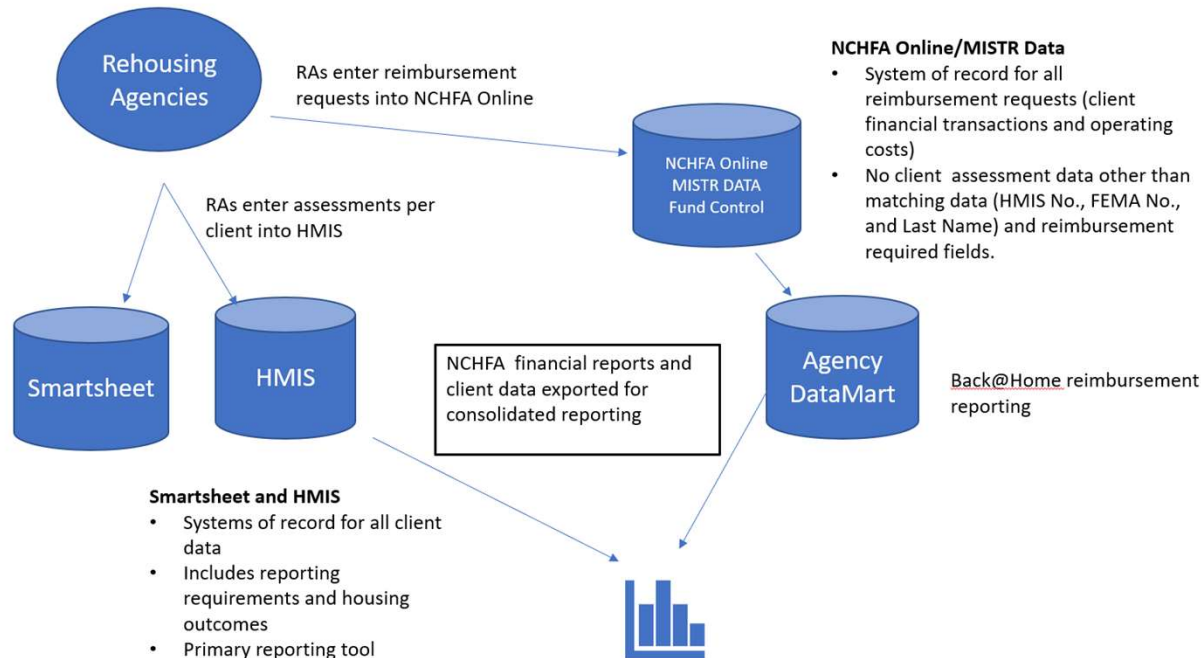 Rehousing
Agencies
RAs enter reimbursement
requests into NCHFA Online
NCHFA Online
MISTR DATA
Fund Control
NCHFA Online/MISTR Data
• System of record for all
reimbursement requests (client
financial transactions and operating
costs)
• No client  assessment data other than
matching data (HMIS No., FEMA No.,
and Last Name) and reimbursement
required fields.
RAs enter assessments per
client into HMIS
Smartsheet
HMIS
NCHFA  financial reports and
client data exported for
consolidated reporting
Agency
DataMart
Back@Home reimbursement
reporting
Smartsheet and HMIS
• Systems of record for all client
data
• Includes reporting
requirements and housing
outcomes
• Primary reporting tool